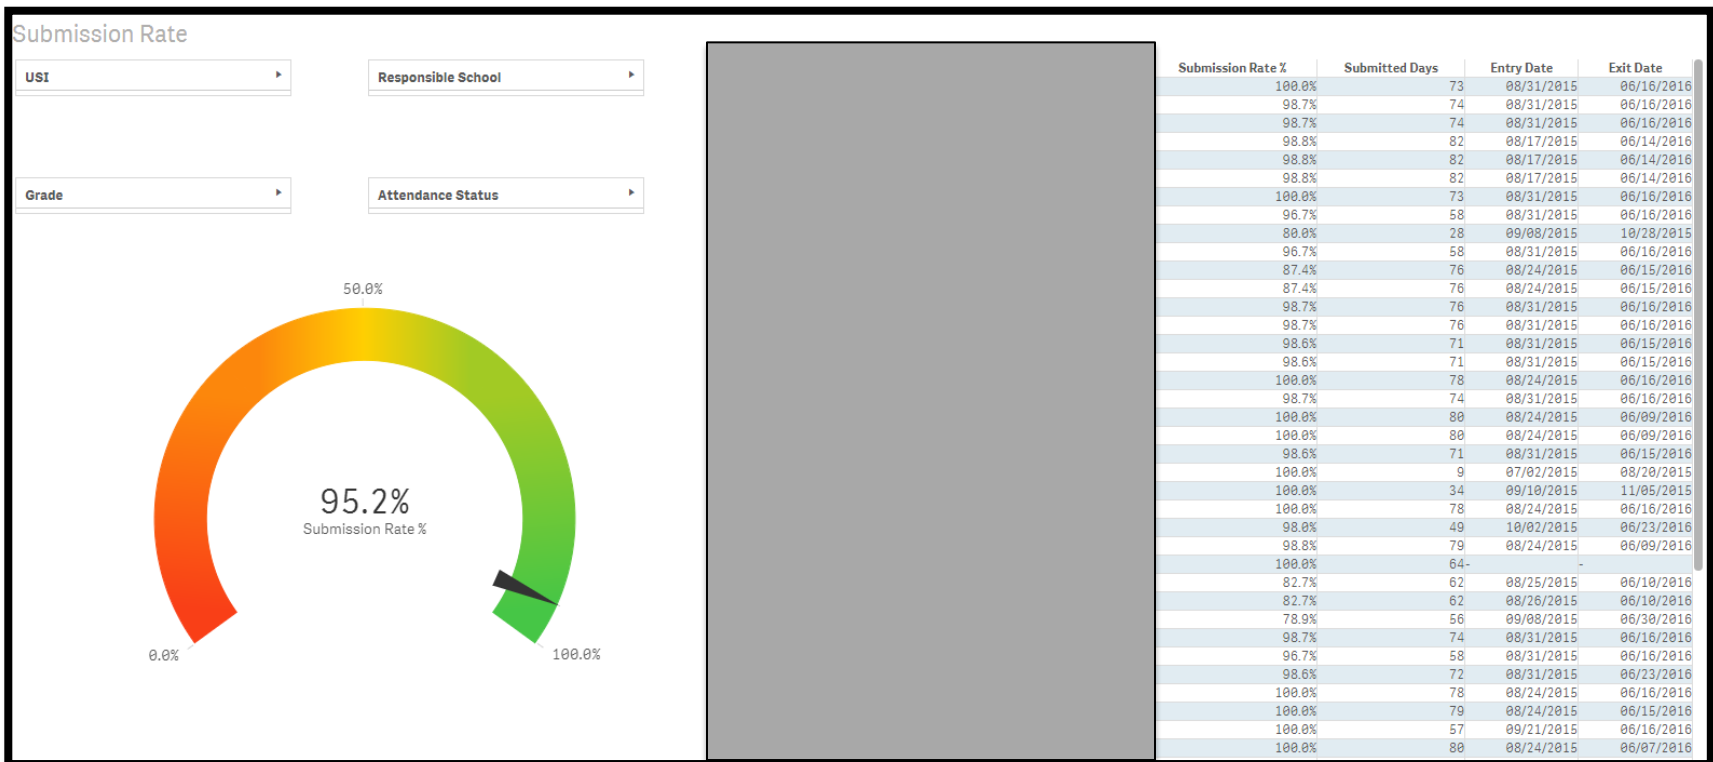 Submission Rate
USI
Responsible School
Grade
Attendance Status
50.0%
95.2%
Submission Rate %
0.0%
100.0%
Submission Rate % Submitted Days Entry Date Exit Date
100.0% 73 08/31/2015 06/16/2016
98.7% 74 08/31/2015 06/16/2016
98.7% 74 08/31/2015 06/16/2016
98.8% 82 08/17/2015 06/14/2016
98.8% 82 08/17/2015 06/14/2016
98.8% 82 08/17/2015 06/14/2016
100.0% 73 08/31/2015 06/16/2016
96.7% 58 08/31/2015 06/16/2016
80.0% 28 09/08/2015 10/28/2015
96.7% 58 08/31/2015 06/16/2016
87.4% 76 08/24/2015 06/15/2016
87.4% 76 08/24/2015 06/15/2016
98.7% 76 08/31/2015 06/16/2016
98.7% 76 08/31/2015 06/16/2016
98.6% 71 08/31/2015 06/15/2016
98.6% 71 08/31/2015 06/15/2016
100.0% 78 08/24/2015 06/16/2016
98.7% 74 08/31/2015 06/16/2016
100.0% 80 08/24/2015 06/09/2016
100.0% 80 08/24/2015 06/09/2016
98.6% 71 08/31/2015 06/15/2016
100.0% 9 07/02/2015 08/20/2015
100.0% 34 09/10/2015 11/05/2015
100.0% 78 08/24/2015 06/16/2016
98.0% 49 10/02/2015 06/23/2016
98.8% 79 08/24/2015 06/09/2016
100.0% 64 - -
82.7% 62 08/25/2015 06/10/2016
82.7% 62 08/26/2015 06/10/2016
78.9% 56 09/08/2015 06/30/2016
98.7% 74 08/31/2015 06/16/2016
96.7% 58 08/31/2015 06/16/2016
98.6% 72 08/31/2015 06/23/2016
100.0% 78 08/24/2015 06/16/2016
100.0% 79 08/24/2015 06/15/2016
100.0% 57 09/21/2015 06/16/2016
100.0% 80 08/24/2015 06/07/2016